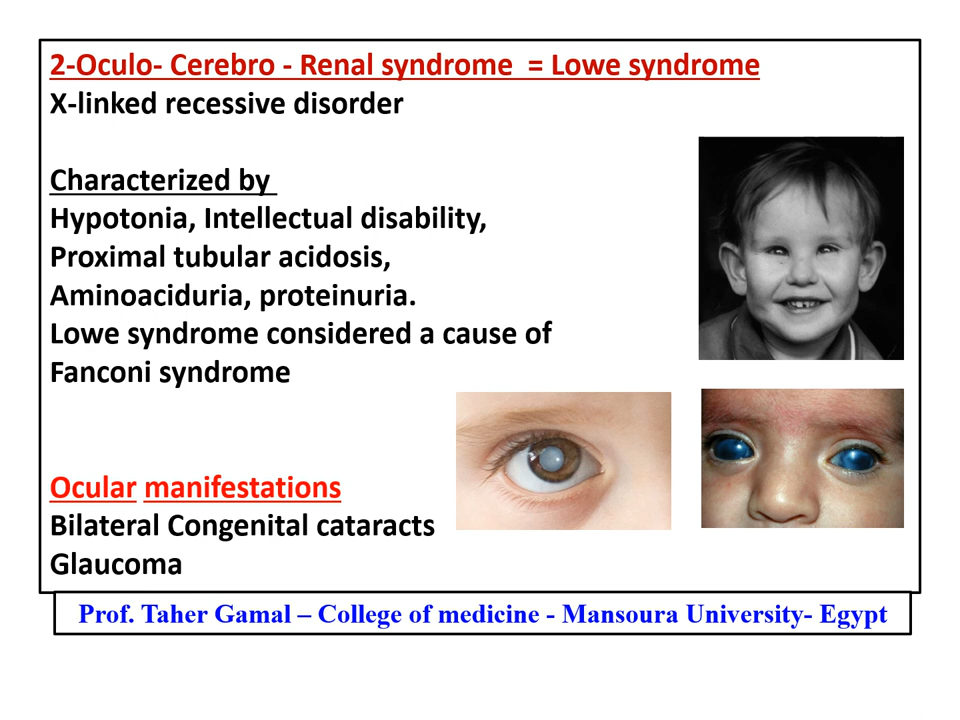 2-Oculo- Cerebro - Renal syndrome  = Lowe syndrome
X-linked recessive disorder
Characterized by
Hypotonia, Intellectual disability,
Proximal tubular acidosis,
Aminoaciduria, proteinuria.
Lowe syndrome considered a cause of
Fanconi syndrome
Ocular manifestations
Bilateral Congenital cataracts
Glaucoma
Prof. Taher Gamal – College of medicine - Mansoura University- Egypt